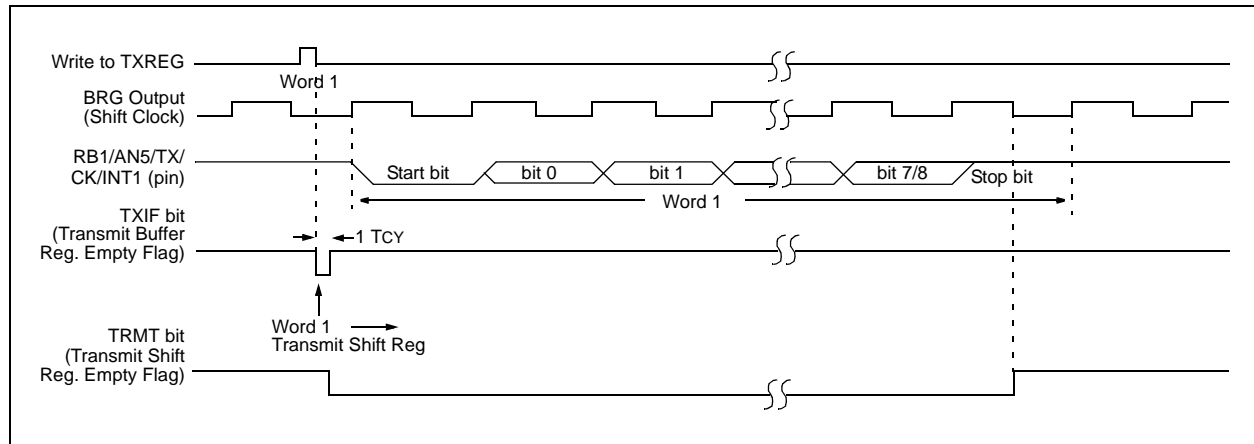 Write to TXREG
Word 1
BRG Output
(Shift Clock)
RB1/AN5/TX/
CK/INT1 (pin)
Start bit
bit 0
bit 1
bit 7/8
Stop bit
Word 1
TXIF bit
(Transmit Buffer
Reg. Empty Flag)
1 TCY
Word 1
Transmit Shift Reg
TRMT bit
(Transmit Shift
Reg. Empty Flag)